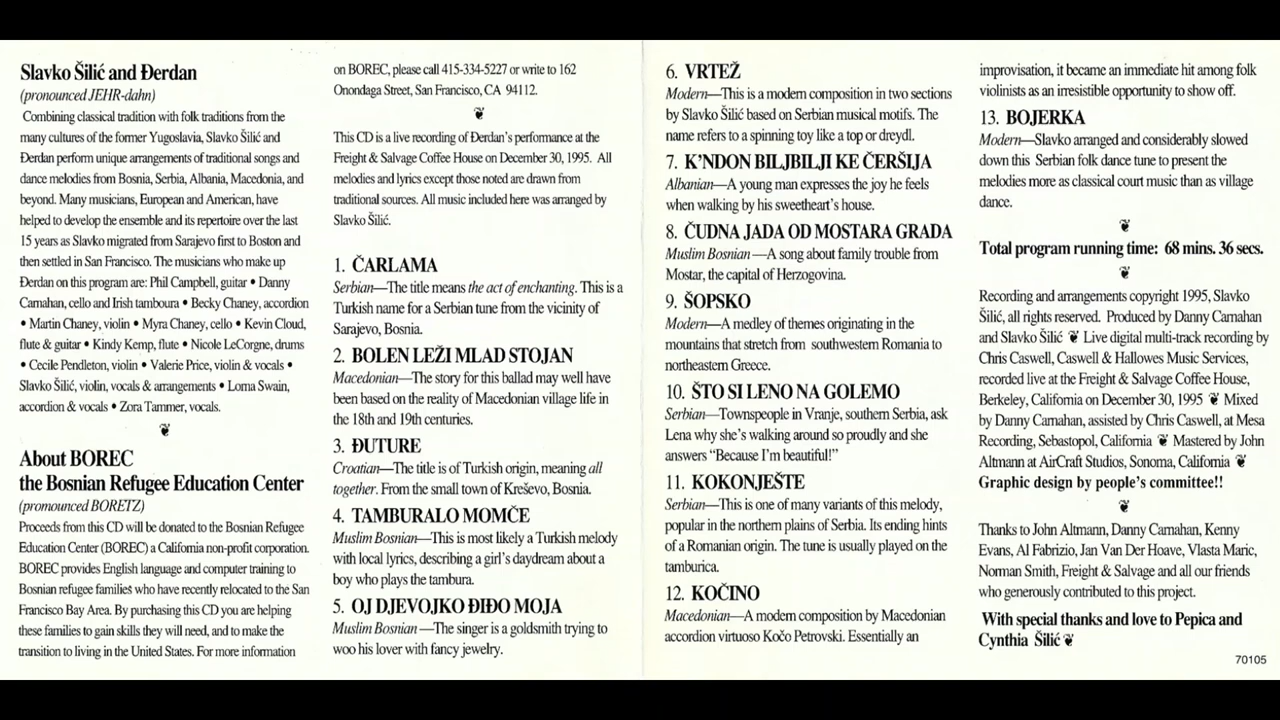 Slavko Šilić and Đerdan
(pronounced JEHR-dahn)
Combining classical tradition with folk traditions from the
many cultures of the former Yugoslavia, Slavko Šilić and
Đerdan perform unique arrangements of traditional songs and
dance melodies from Bosnia, Serbia, Albania, Macedonia, and
beyond. Many musicians, European and American, have
helped to develop the ensemble and its repertoire over the last
15 years as Slavko migrated from Sarajevo first to Boston and
then settled in San Francisco. The musicians who make up
Đerdan on this program are: Phil Campbell, guitar • Danny
Carnahan, cello and Irish tamboura • Becky Chaney, accordion
• Martin Chaney, violin • Myra Chaney, cello • Kevin Cloud,
flute & guitar • Kindy Kemp, flute • Nicole LeCorgne, drums
• Cecile Pendleton, violin • Valerie Price, violin & vocals •
Slavko Šilić, violin, vocals & arrangements • Lorna Swain,
accordion & vocals • Zora Tammer, vocals.
❦
About BOREC
the Bosnian Refugee Education Center
(pronounced BORETZ)
Proceeds from this CD will be donated to the Bosnian Refugee
Education Center (BOREC) a California non-profit corporation.
BOREC provides English language and computer training to
Bosnian refugee families who have recently relocated to the San
Francisco Bay Area. By purchasing this CD you are helping
these families to gain skills they will need, and to make the
transition to living in the United States. For more information
on BOREC, please call 415-334-5227 or write to 162
Onondaga Street, San Francisco, CA 94112.
❦
This CD is a live recording of Đerdan's performance at the
Freight & Salvage Coffee House on December 30, 1995. All
melodies and lyrics except those noted are drawn from
traditional sources. All music included here was arranged by
Slavko Šilić.
1. ČARLAMA
Serbian—The title means the act of enchanting. This is a
Turkish name for a Serbian tune from the vicinity of
Sarajevo, Bosnia.
2. BOLEN LEŽI MLAD STOJAN
Macedonian—The story for this ballad may well have
been based on the reality of Macedonian village life in
the 18th and 19th centuries.
3. ĐUTURE
Croatian—The title is of Turkish origin, meaning all
together. From the small town of Kreševo, Bosnia.
4. TAMBURALO MOMČE
Muslim Bosnian—This is most likely a Turkish melody
with local lyrics, describing a girl's daydream about a
boy who plays the tambura.
5. OJ DJEVOJKO ĐIĐO MOJA
Muslim Bosnian—The singer is a goldsmith trying to
woo his lover with fancy jewelry.
6. VRTEŽ
Modern—This is a modern composition in two sections
by Slavko Šilić based on Serbian musical motifs. The
name refers to a spinning toy like a top or dreydl.
7. K'NDON BILJBILJI KE ČERŠIJA
Albanian—A young man expresses the joy he feels
when walking by his sweetheart's house.
8. ČUDNA JADA OD MOSTARA GRADA
Muslim Bosnian—A song about family trouble from
Mostar, the capital of Herzogovina.
9. ŠOPSKO
Modern—A medley of themes originating in the
mountains that stretch from southwestern Romania to
northeastern Greece.
10. ŠTO SI LENO NA GOLEMO
Serbian—Townspeople in Vranje, southern Serbia, ask
Lena why she's walking around so proudly and she
answers "Because I'm beautiful!"
11. KOKONJEŠTE
Serbian—This is one of many variants of this melody,
popular in the northern plains of Serbia. Its ending hints
of a Romanian origin. The tune is usually played on the
tamburica.
12. KOČINO
Macedonian—A modern composition by Macedonian
accordion virtuoso Kočo Petrovski. Essentially an
improvisation, it became an immediate hit among folk
violinists as an irresistible opportunity to show off.
13. BOJERKA
Modern—Slavko arranged and considerably slowed
down this Serbian folk dance tune to present the
melodies more as classical court music than as village
dance.
❦
Total program running time: 68 mins. 36 secs.
❦
Recording and arrangements copyright 1995, Slavko
Šilić, all rights reserved. Produced by Danny Carnahan
and Slavko Šilić ❦ Live digital multi-track recording by
Chris Caswell, Caswell & Hallowes Music Services,
recorded live at the Freight & Salvage Coffee House,
Berkeley, California on December 30, 1995 ❦ Mixed
by Danny Carnahan, assisted by Chris Caswell, at Mesa
Recording, Sebastopol, California ❦ Mastered by John
Altmann at AirCraft Studios, Sonoma, California ❦
Graphic design by people's committee!!
❦
Thanks to John Altmann, Danny Carnahan, Kenny
Evans, Al Fabrizio, Jan Van Der Hoave, Vlasta Maric,
Norman Smith, Freight & Salvage and all our friends
who generously contributed to this project.
With special thanks and love to Pepica and
Cynthia Šilić ❦
70105